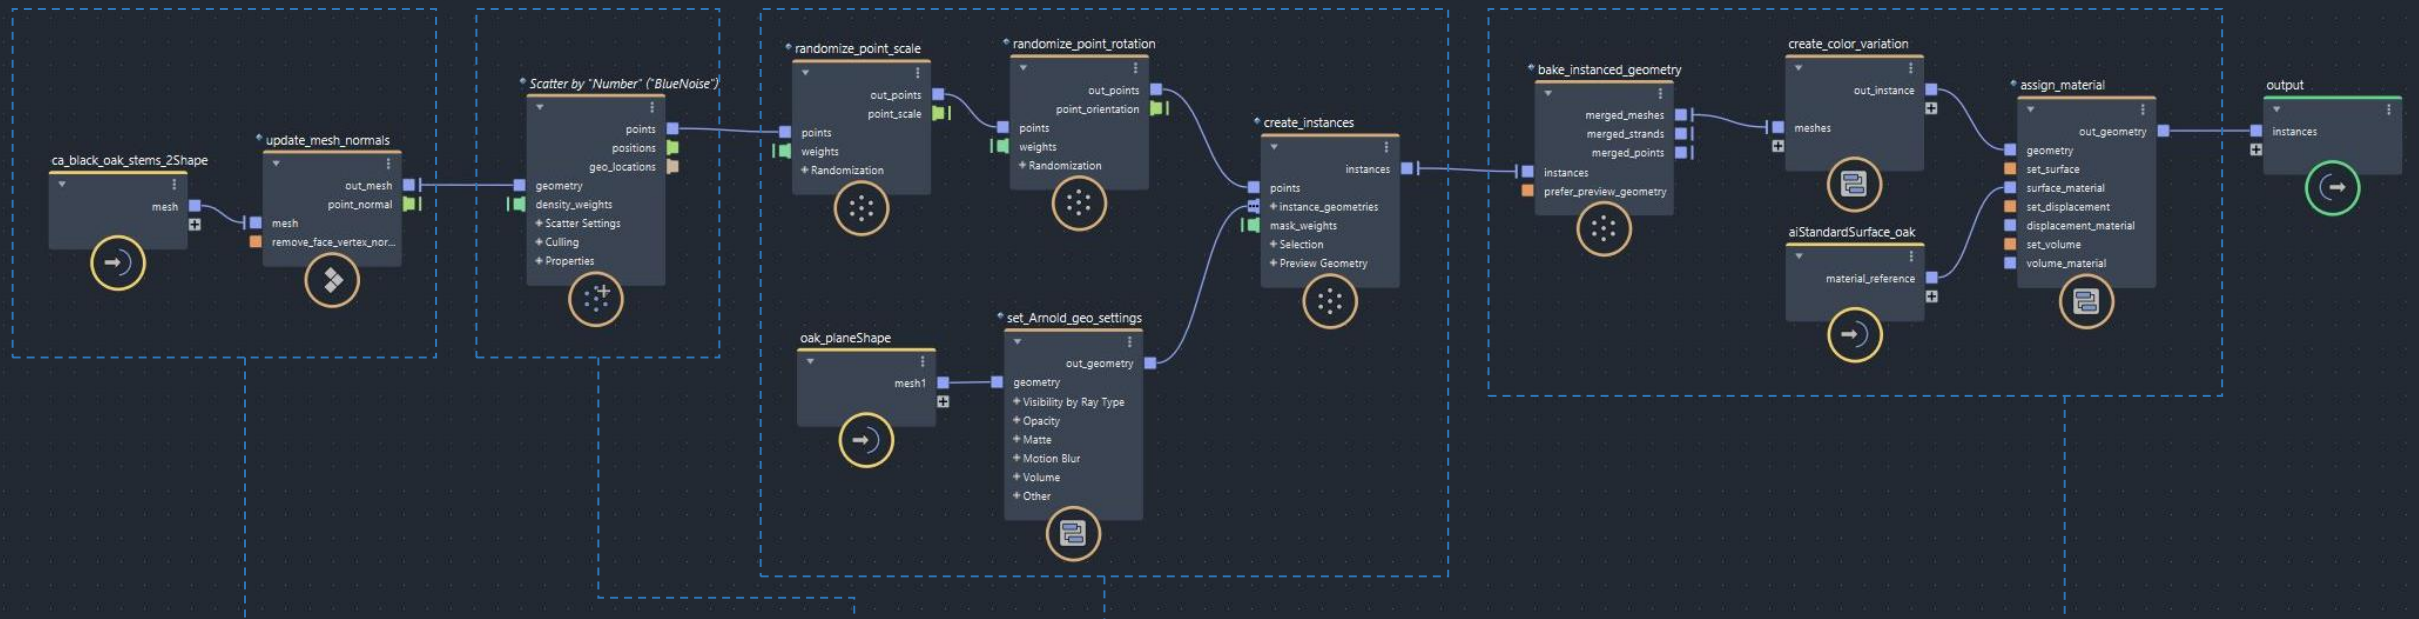 ca_black_oak_stems_2Shape
mesh
update_mesh_normals
out_mesh
point_normal
mesh
remove_face_vertex_nor...
Scatter by "Number" ("BlueNoise")
points
positions
geo_locations
geometry
density_weights
Scatter Settings
Culling
Properties
randomize_point_scale
out_points
point_scale
points
weights
Randomization
randomize_point_rotation
out_points
point_orientation
points
weights
Randomization
oak_planeShape
mesh1
set_Arnold_geo_settings
out_geometry
geometry
Visibility by Ray Type
Opacity
Matte
Motion Blur
Volume
Other
create_instances
instances
points
instance_geometries
mask_weights
Selection
Preview Geometry
bake_instanced_geometry
merged_meshes
merged_strands
merged_points
instances
prefer_preview_geometry
create_color_variation
out_instance
meshes
aiStandardSurface_oak
material_reference
assign_material
out_geometry
geometry
set_surface
surface_material
set_displacement
displacement_material
set_volume
volume_material
output
instances